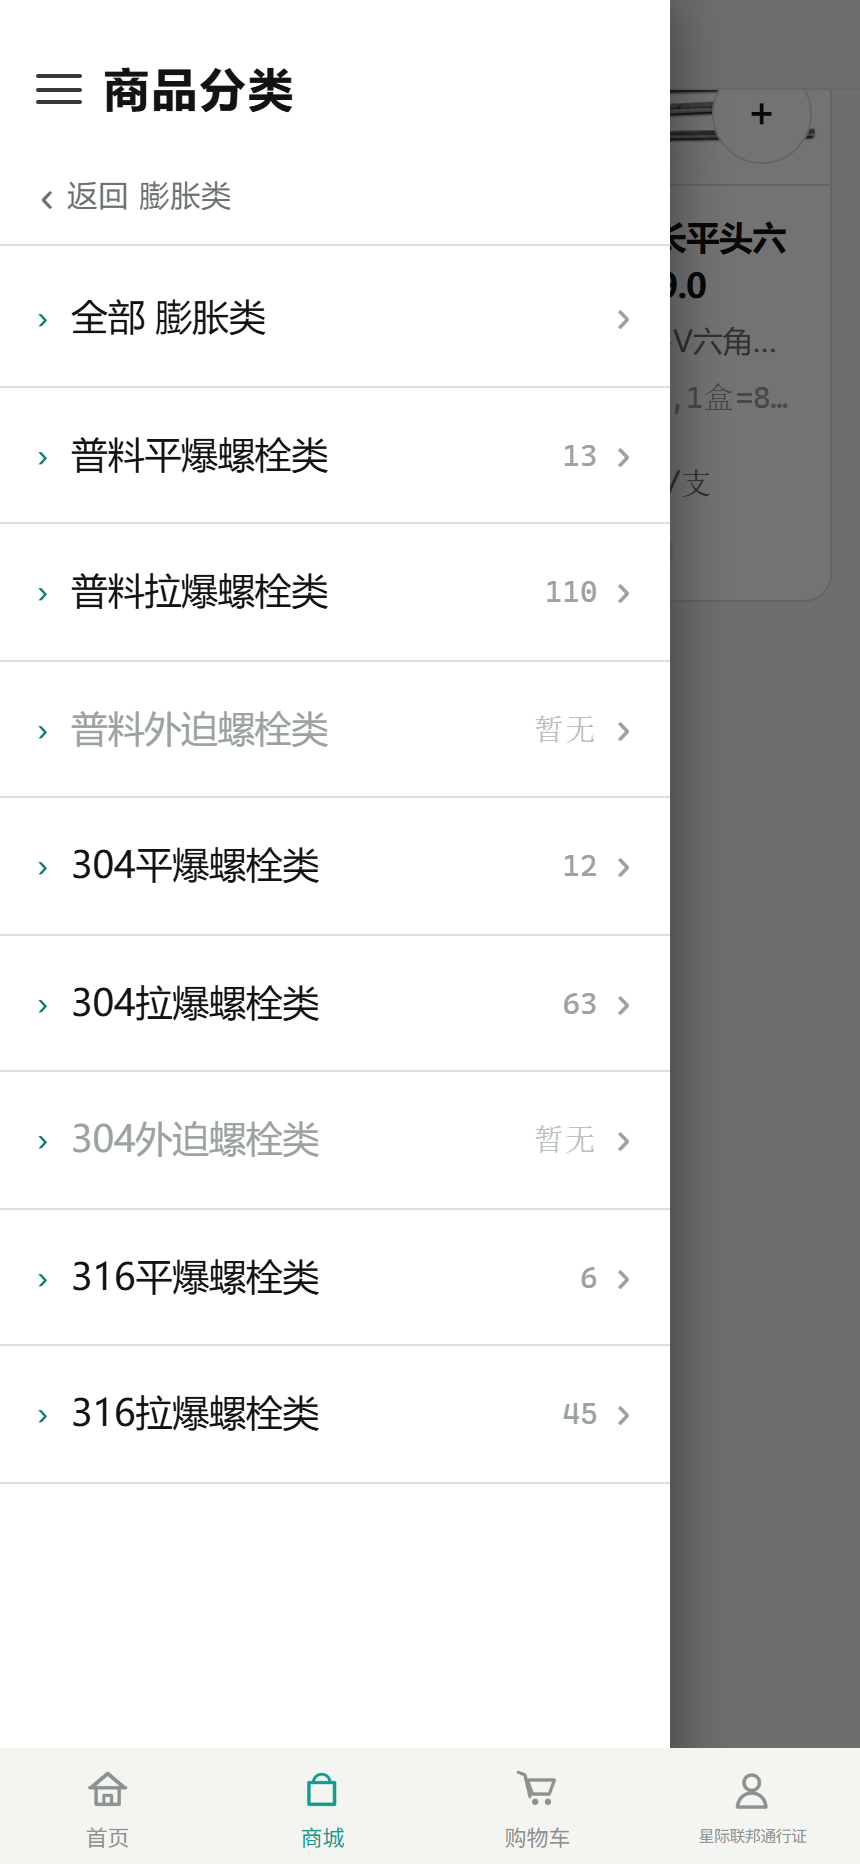 商品分类
‹ 返回 膨胀类
› 全部 膨胀类 ›
› 普料平爆螺栓类 13 ›
› 普料拉爆螺栓类 110 ›
› 普料外迫螺栓类 暂无 ›
› 304平爆螺栓类 12 ›
› 304拉爆螺栓类 63 ›
› 304外迫螺栓类 暂无 ›
› 316平爆螺栓类 6 ›
› 316拉爆螺栓类 45 ›
+
长平头六
9.0
V六角...
,1盒=8…
/支
首页
商城
购物车
星际联邦通行证